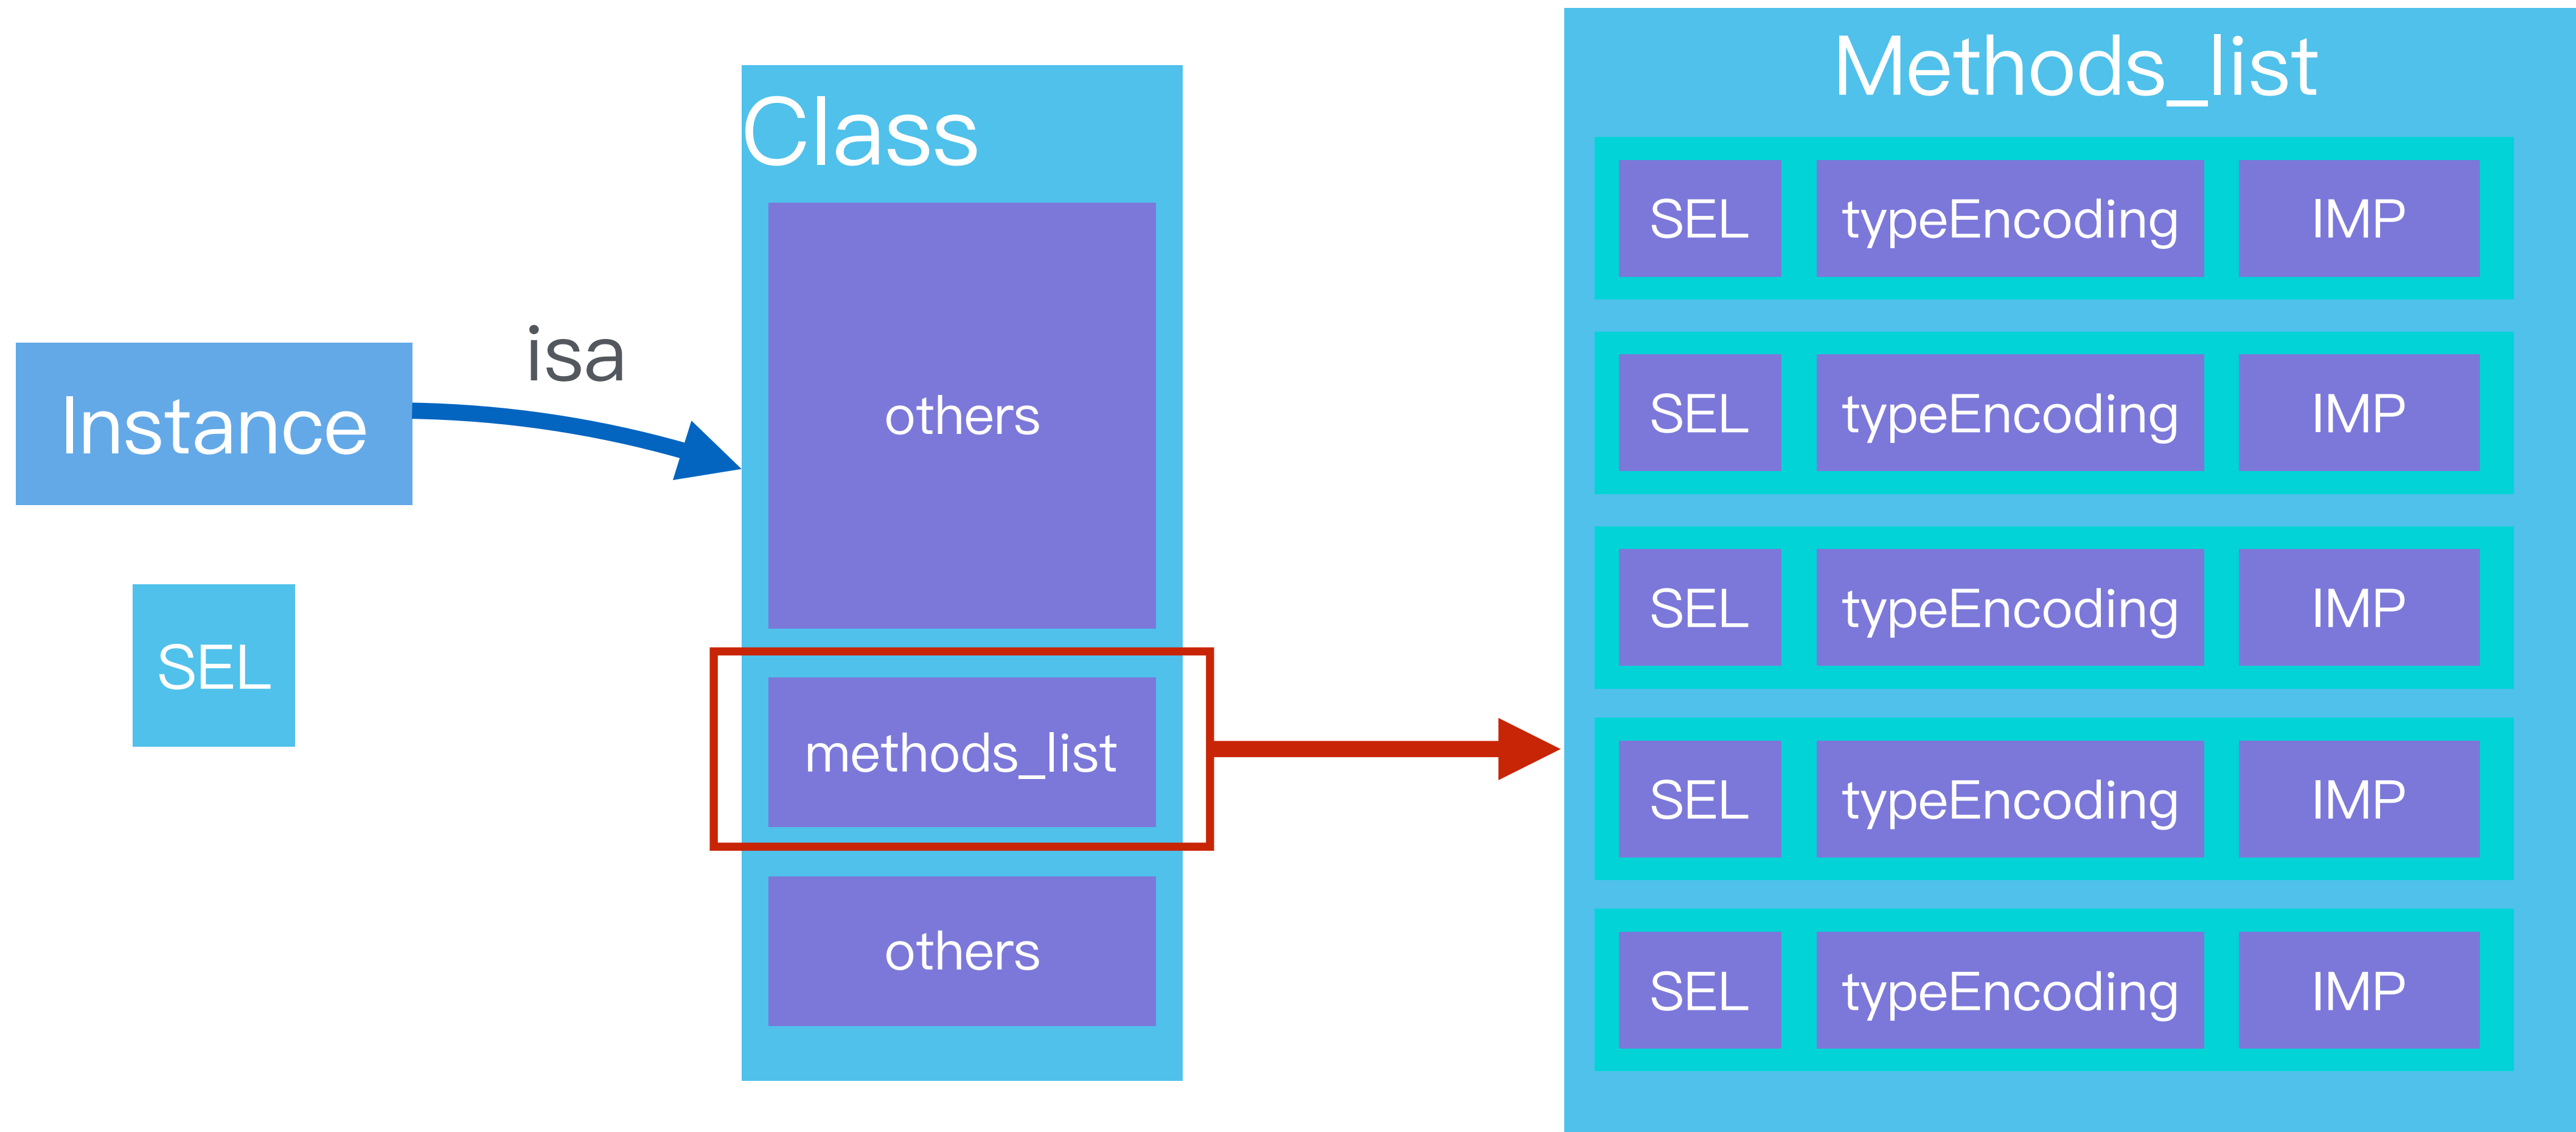 Instance
SEL
isa
Class
others
methods_list
others
Methods_list
SEL typeEncoding IMP
SEL typeEncoding IMP
SEL typeEncoding IMP
SEL typeEncoding IMP
SEL typeEncoding IMP